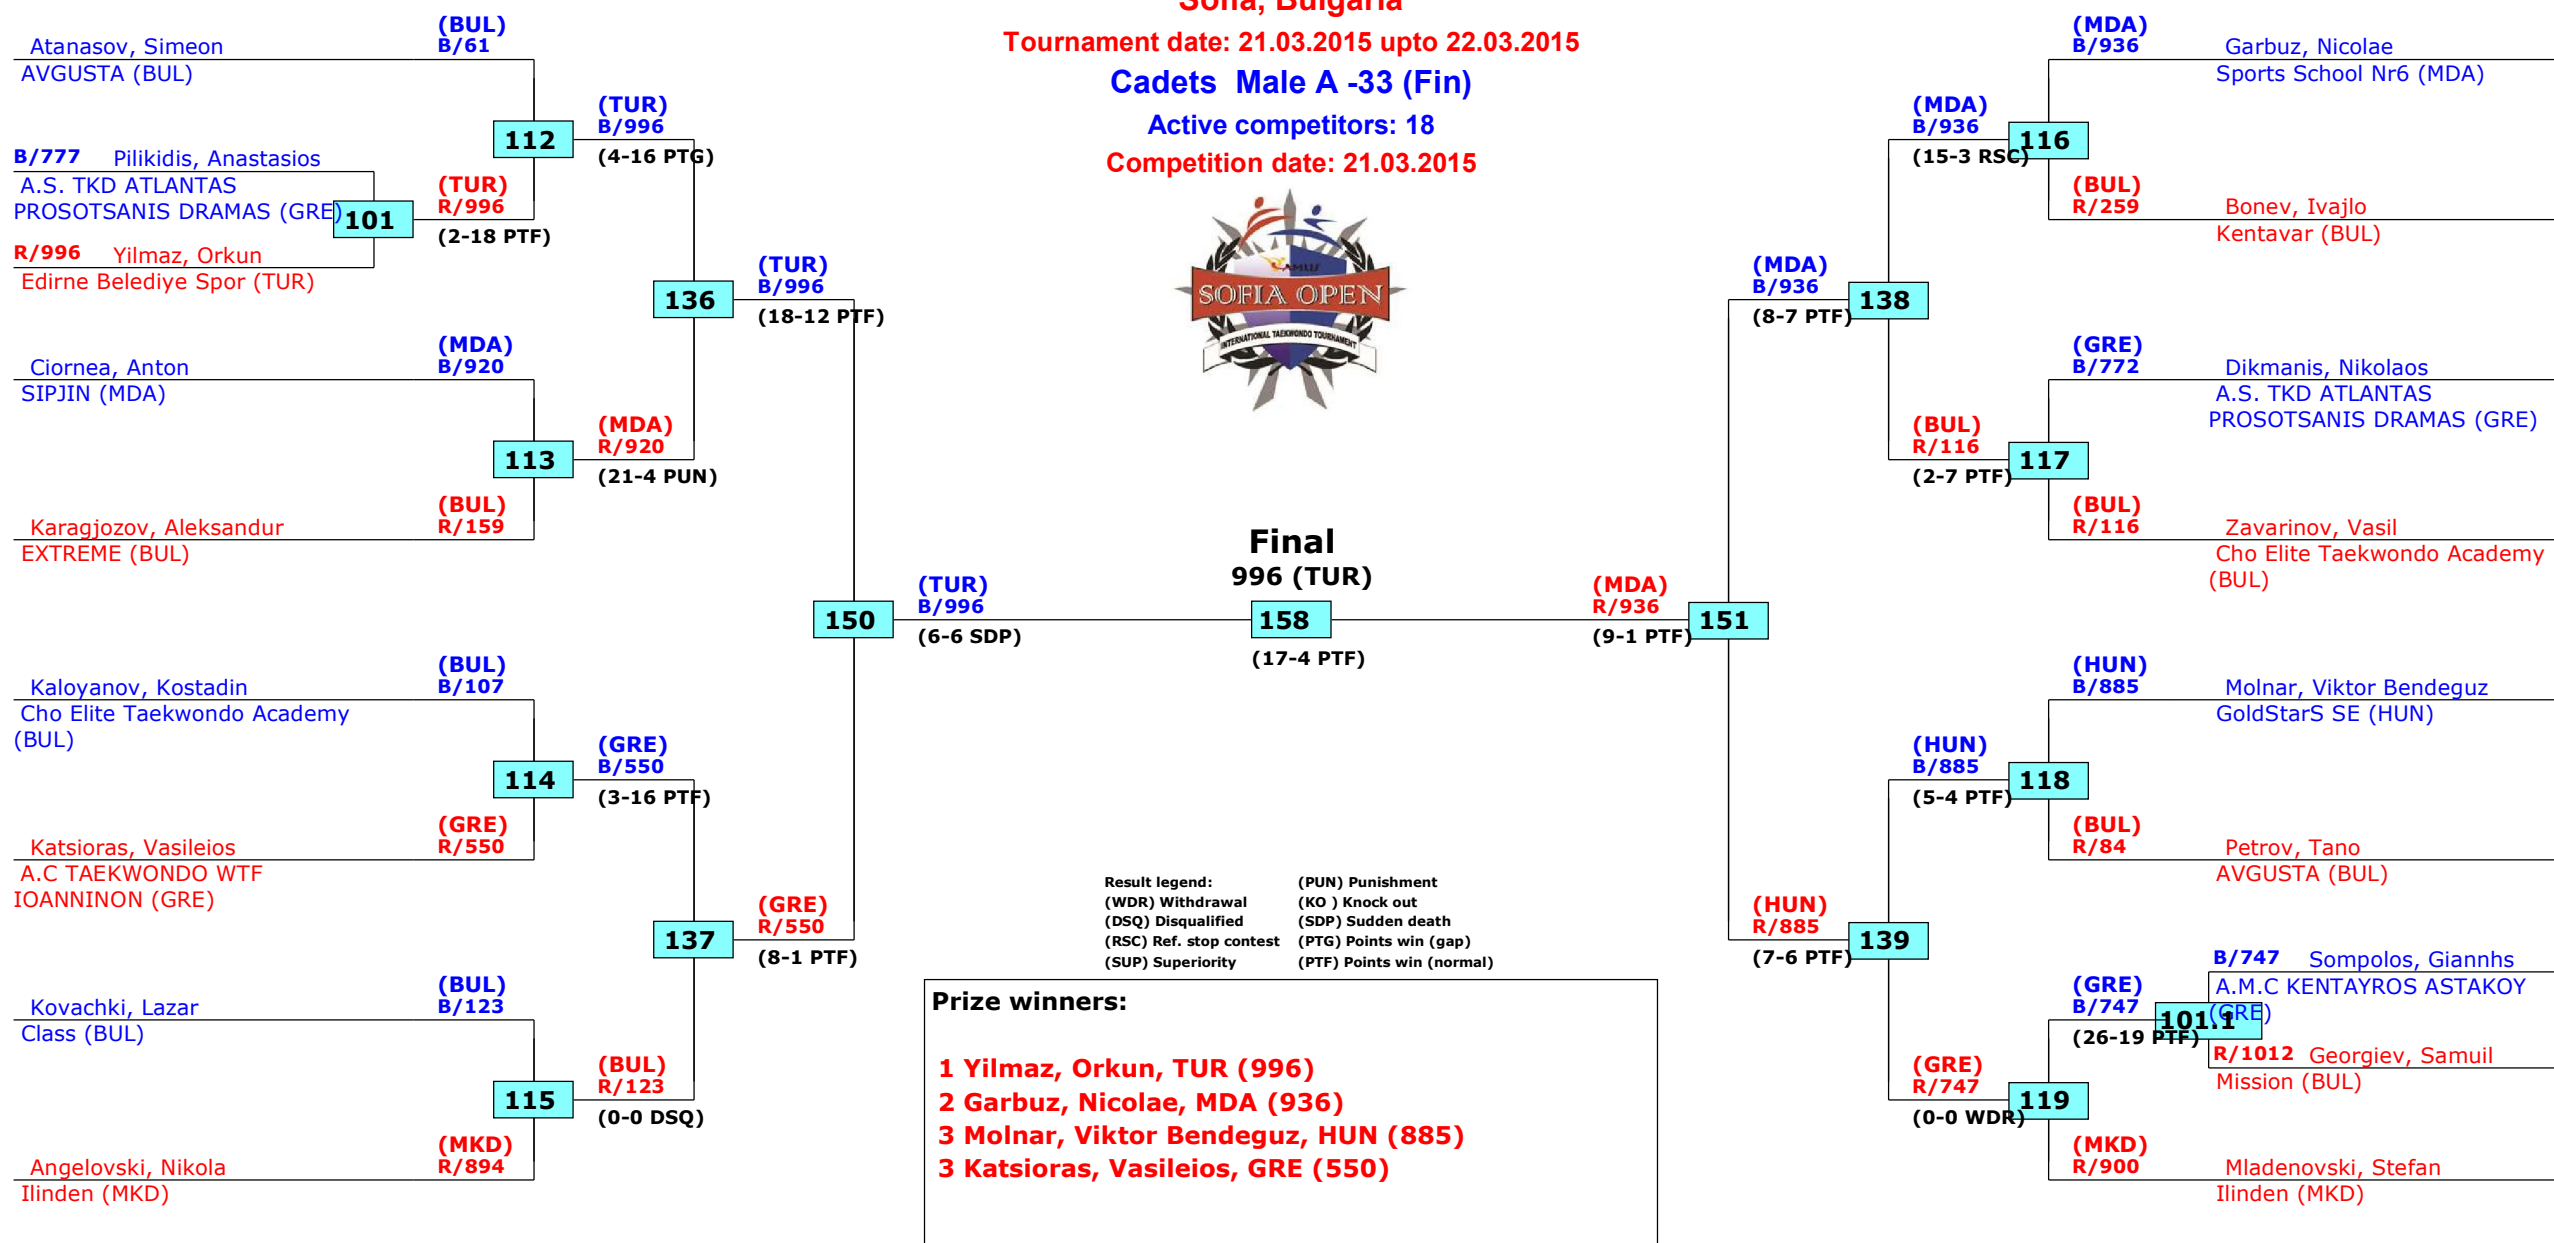 Sofia, Bulgaria
Tournament date: 21.03.2015 upto 22.03.2015
Cadets Male A -33 (Fin)
Active competitors: 18
Competition date: 21.03.2015
SOFIA OPEN
INTERNATIONAL TAEKWONDO TOURNAMENT
(BUL)
Atanasov, Simeon B/61
AVGUSTA (BUL)
112
(TUR)
B/996
(4-16 PTG)
B/777 Pilikidis, Anastasios
A.S. TKD ATLANTAS
PROSOTSANIS DRAMAS (GRE)
101
(TUR)
R/996
(2-18 PTF)
R/996 Yilmaz, Orkun
Edirne Belediye Spor (TUR)
136
(TUR)
B/996
(18-12 PTF)
(MDA)
Ciornea, Anton B/920
SIPJIN (MDA)
113
(MDA)
R/920
(21-4 PUN)
(BUL)
Karagjozov, Aleksandur R/159
EXTREME (BUL)
150
(TUR)
B/996
(6-6 SDP)
(BUL)
Kaloyanov, Kostadin B/107
Cho Elite Taekwondo Academy
(BUL)
114
(GRE)
B/550
(3-16 PTF)
(GRE)
Katsioras, Vasileios R/550
A.C TAEKWONDO WTF
IOANNINON (GRE)
137
(GRE)
R/550
(8-1 PTF)
(BUL)
Kovachki, Lazar B/123
Class (BUL)
115
(BUL)
R/123
(0-0 DSQ)
(MKD)
Angelovski, Nikola R/894
Ilinden (MKD)
Final
996 (TUR)
158
(17-4 PTF)
(MDA)
B/936 Garbuz, Nicolae
Sports School Nr6 (MDA)
(MDA)
B/936
(15-3 RSC)
116
(BUL)
R/259 Bonev, Ivajlo
Kentavar (BUL)
(MDA)
B/936
(8-7 PTF)
138
(GRE)
B/772 Dikmanis, Nikolaos
A.S. TKD ATLANTAS
PROSOTSANIS DRAMAS (GRE)
(BUL)
R/116
(2-7 PTF)
117
(BUL)
R/116 Zavarinov, Vasil
Cho Elite Taekwondo Academy
(BUL)
(MDA)
R/936
(9-1 PTF)
151
(HUN)
B/885 Molnar, Viktor Bendeguz
GoldStarS SE (HUN)
(HUN)
B/885
(5-4 PTF)
118
(BUL)
R/84 Petrov, Tano
AVGUSTA (BUL)
(HUN)
R/885
(7-6 PTF)
139
B/747 Sompolos, Giannhs
A.M.C KENTAYROS ASTAKOY
(GRE)
(GRE)
B/747
(26-19 PTF)
101.1
R/1012 Georgiev, Samuil
Mission (BUL)
(GRE)
R/747
(0-0 WDR)
119
(MKD)
R/900 Mladenovski, Stefan
Ilinden (MKD)
Result legend: (PUN) Punishment
(WDR) Withdrawal (KO ) Knock out
(DSQ) Disqualified (SDP) Sudden death
(RSC) Ref. stop contest (PTG) Points win (gap)
(SUP) Superiority (PTF) Points win (normal)
Prize winners:
1 Yilmaz, Orkun, TUR (996)
2 Garbuz, Nicolae, MDA (936)
3 Molnar, Viktor Bendeguz, HUN (885)
3 Katsioras, Vasileios, GRE (550)